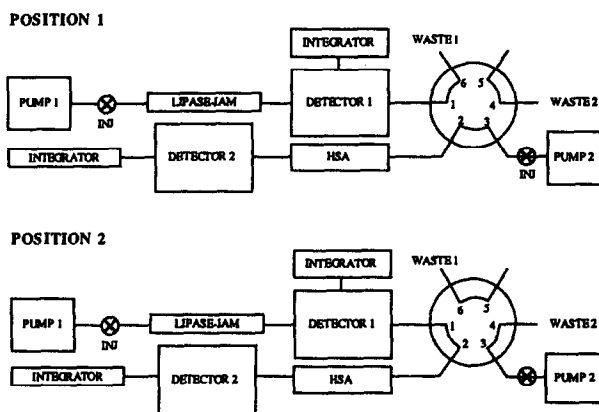 POSITION 1
INTEGRATOR
WASTE 1
PUMP 1
INJ
LIPASE-IAM
DETECTOR 1
6 5
1 4
2 3
WASTE 2
INTEGRATOR
DETECTOR 2
HSA
INJ
PUMP 2
POSITION 2
INTEGRATOR
WASTE 1
PUMP 1
INJ
LIPASE-IAM
DETECTOR 1
6 5
1 4
2 3
WASTE 2
INTEGRATOR
DETECTOR 2
HSA
INJ
PUMP 2